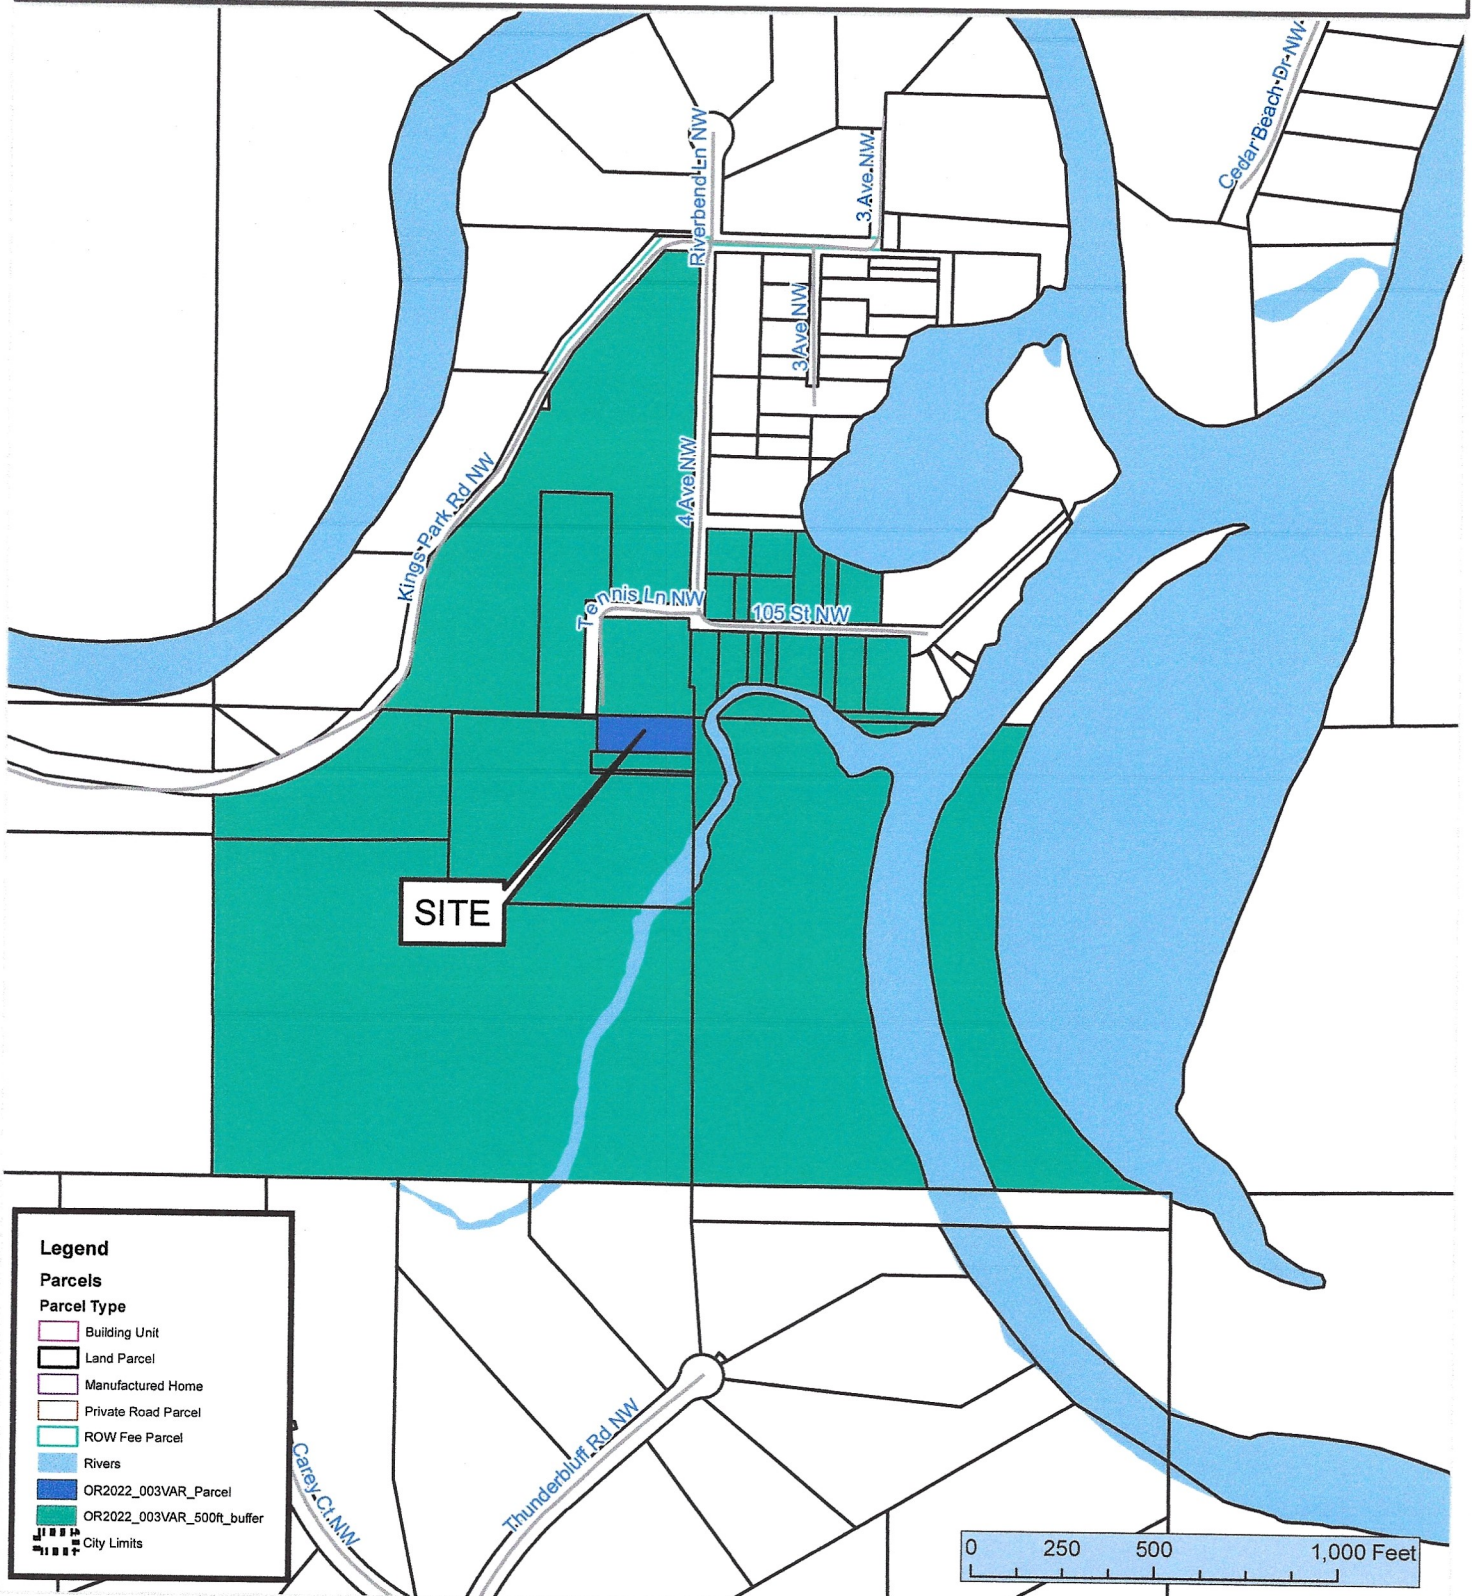 Cedar Beach Dr NW
Riverbend Ln NW
3 Ave NW
3 Ave NW
4 Ave NW
Kings Park Rd NW
Tennis Ln NW
105 St NW
SITE
Legend
Parcels
Parcel Type
Building Unit
Land Parcel
Manufactured Home
Private Road Parcel
ROW Fee Parcel
Rivers
OR2022_003VAR_Parcel
OR2022_003VAR_500ft_buffer
City Limits
Carey Ct NW
Thunderbluff Rd NW
0 250 500 1,000 Feet